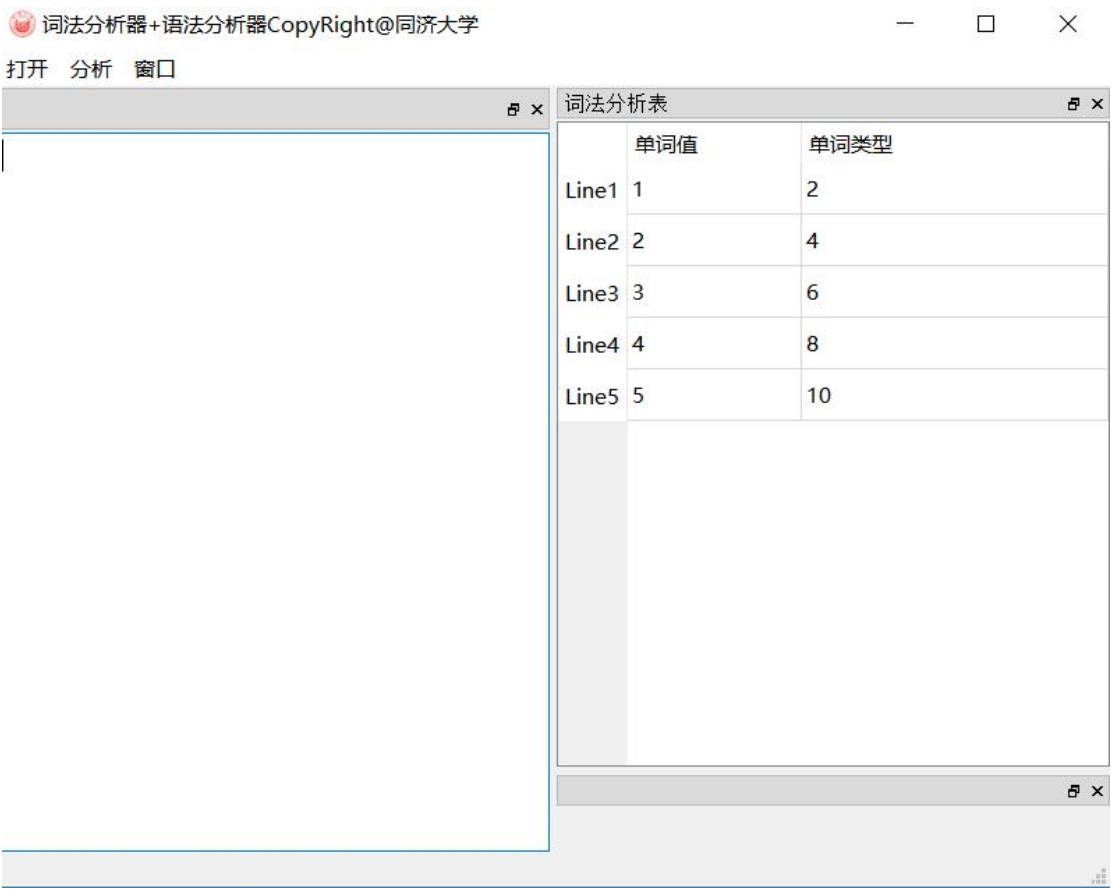 词法分析器+语法分析器CopyRight@同济大学
打开 分析 窗口
词法分析表
单词值 单词类型
Line1 1 2
Line2 2 4
Line3 3 6
Line4 4 8
Line5 5 10